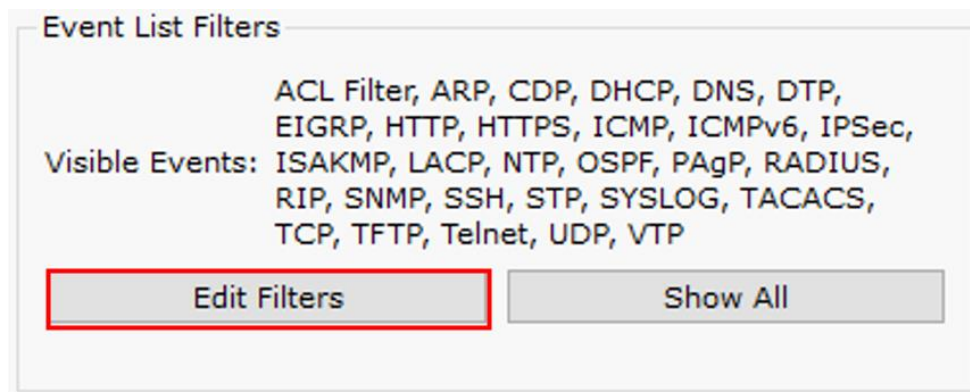 Event List Filters
ACL Filter, ARP, CDP, DHCP, DNS, DTP,
EIGRP, HTTP, HTTPS, ICMP, ICMPv6, IPSec,
Visible Events: ISAKMP, LACP, NTP, OSPF, PAgP, RADIUS,
RIP, SNMP, SSH, STP, SYSLOG, TACACS,
TCP, TFTP, Telnet, UDP, VTP
Edit Filters Show All